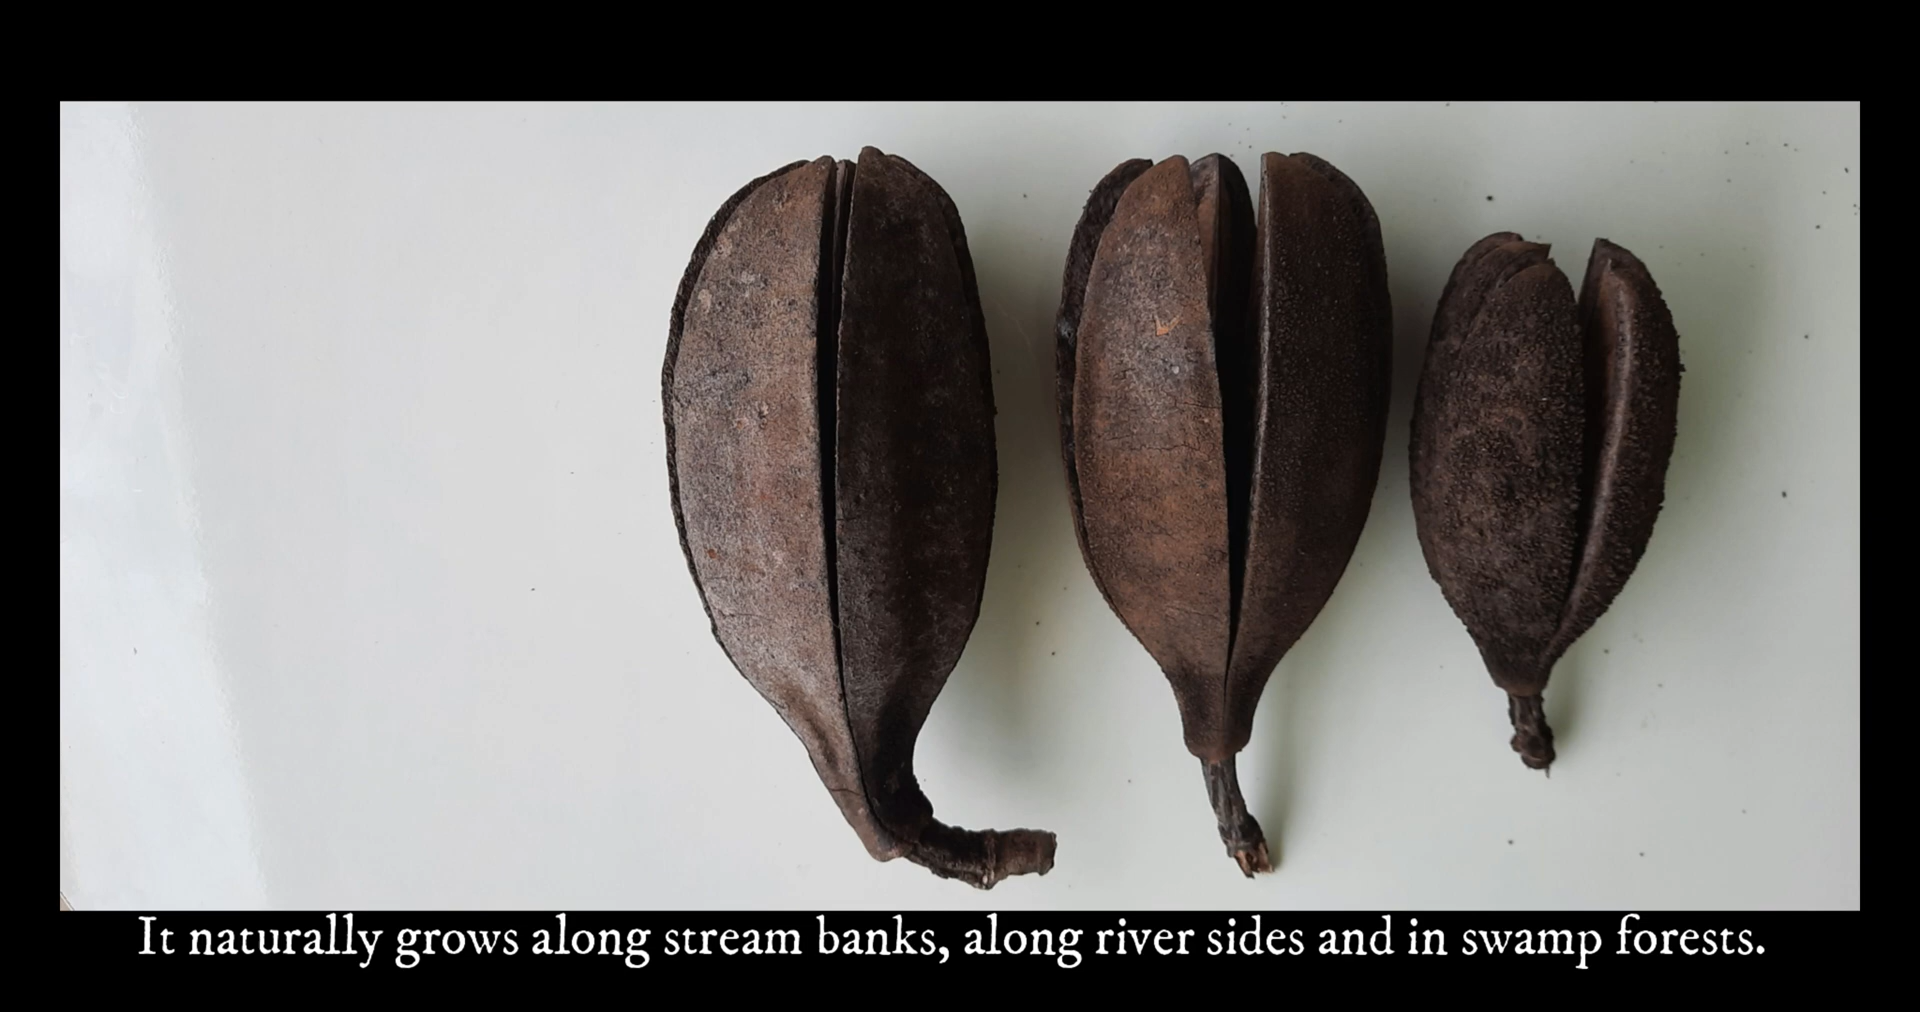 It naturally grows along stream banks, along river sides and in swamp forests.